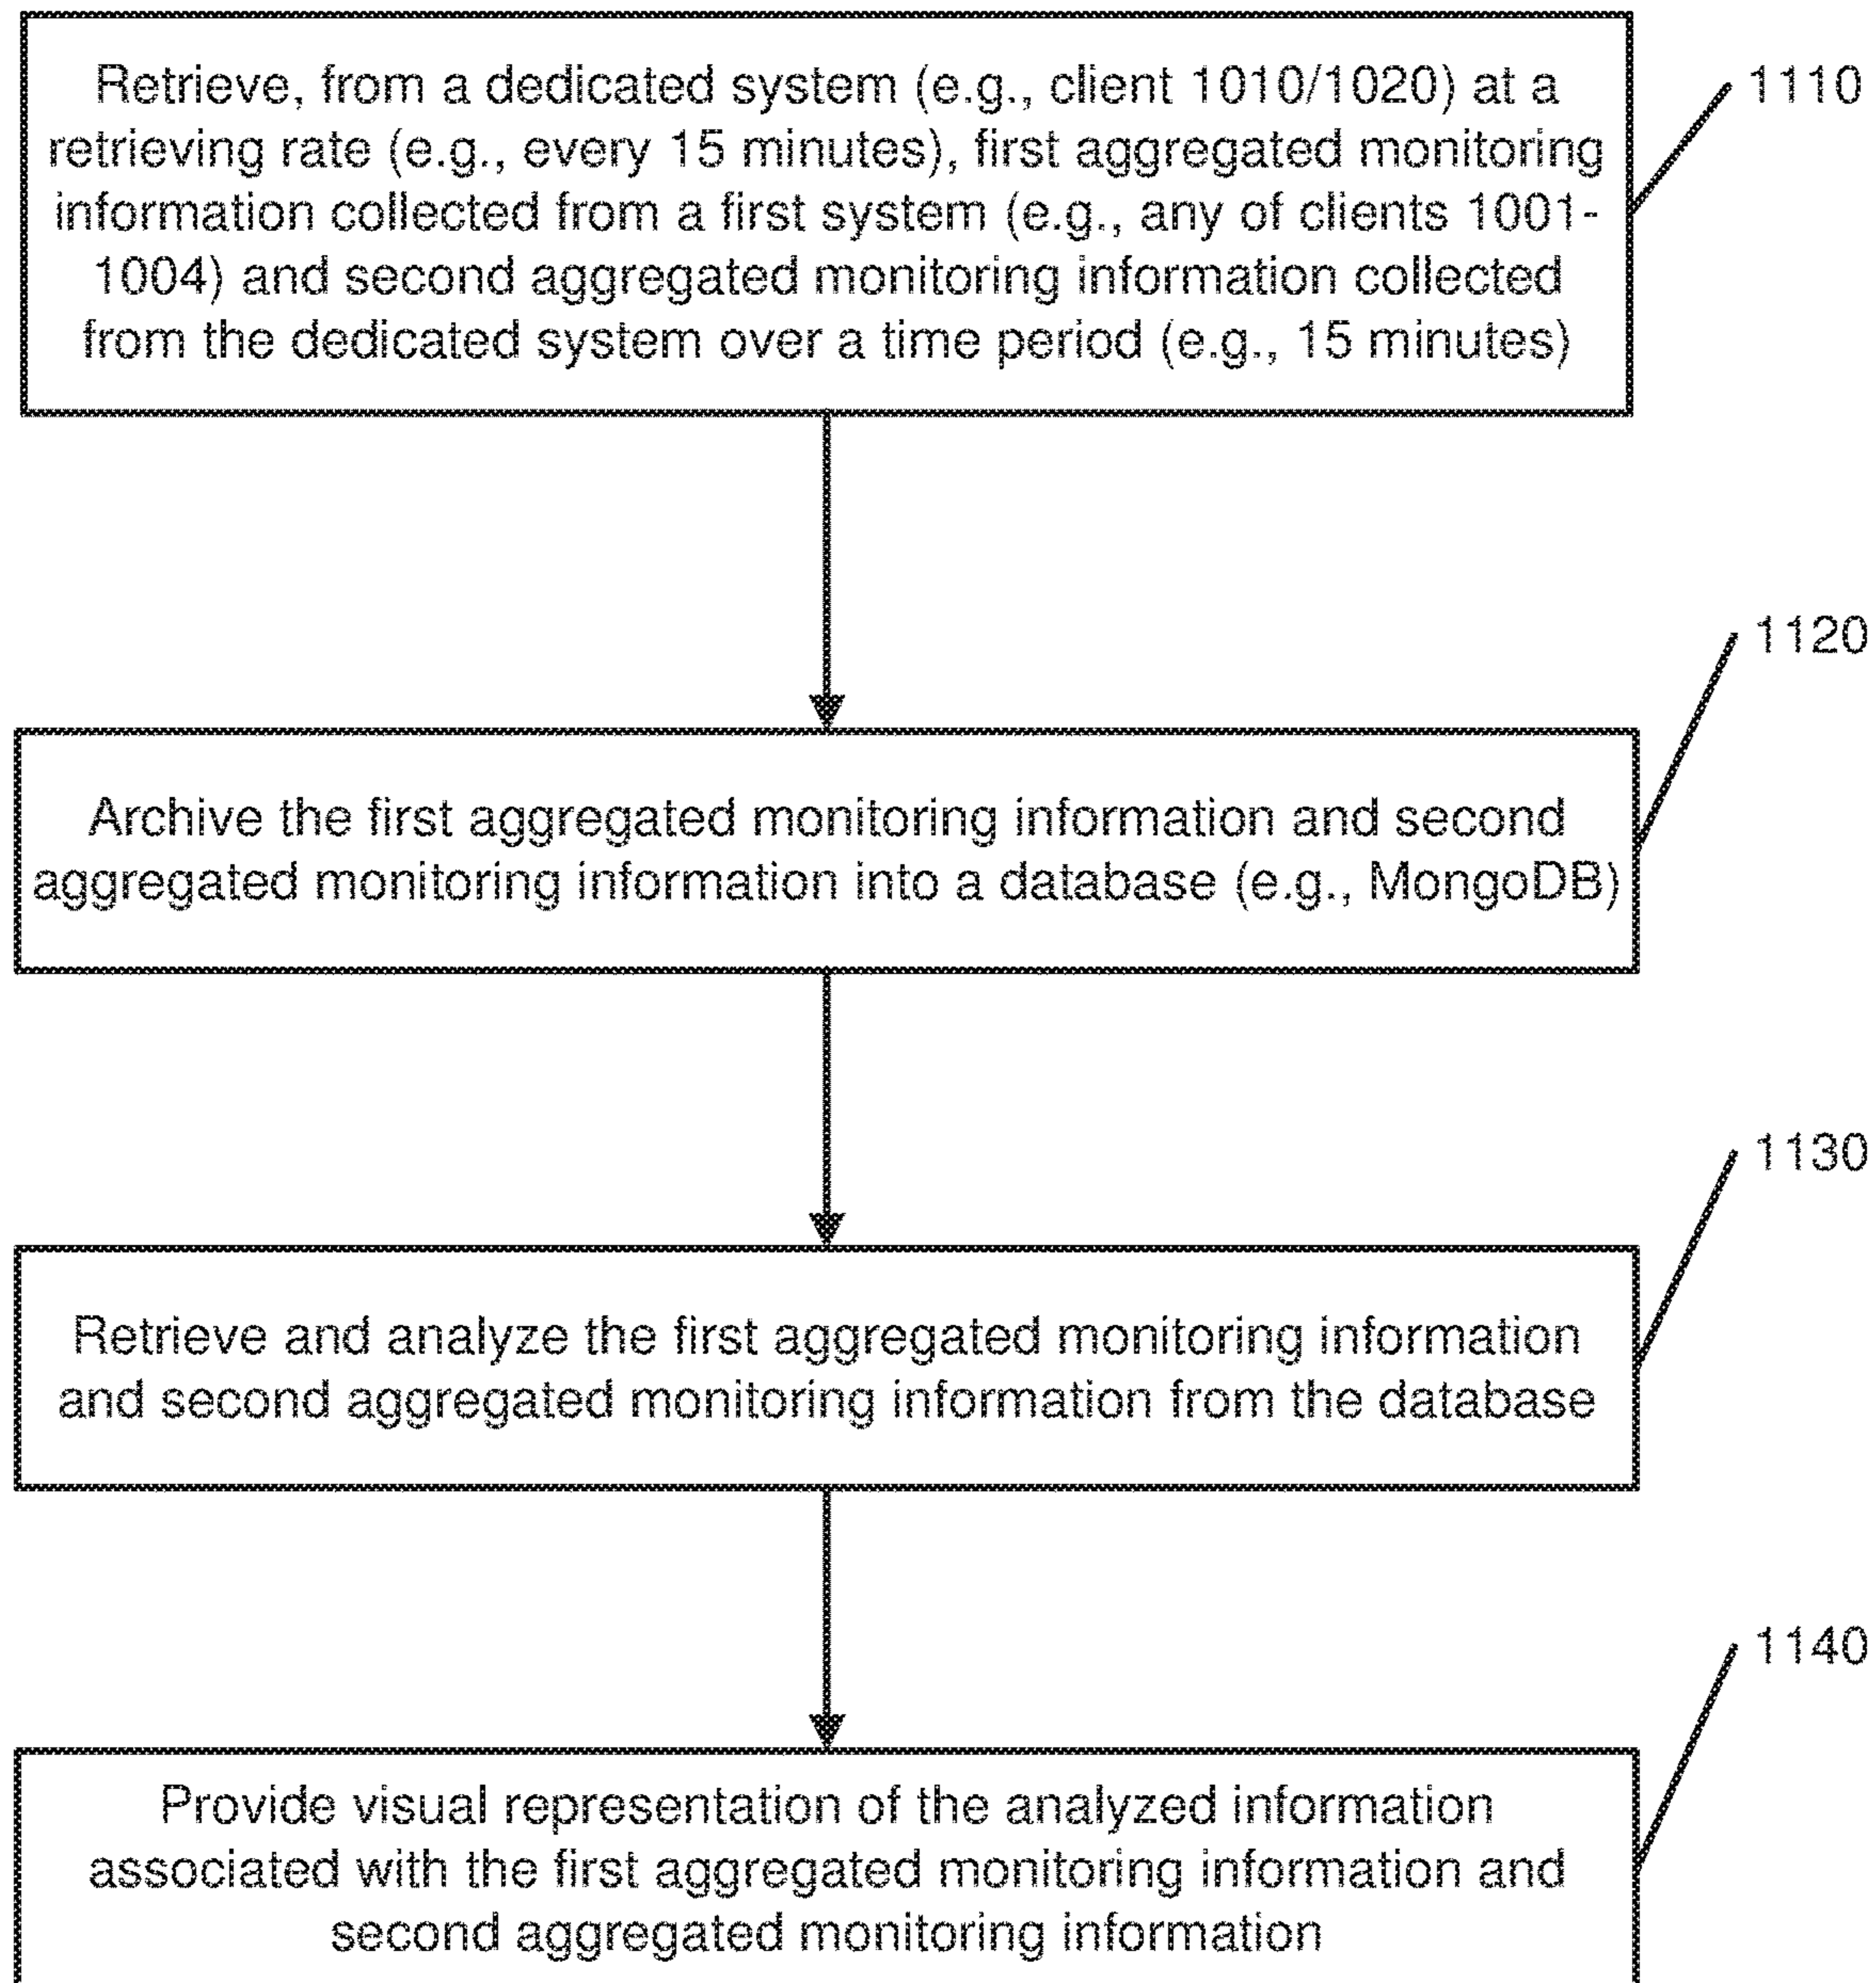 Retrieve, from a dedicated system (e.g., client 1010/1020) at a
retrieving rate (e.g., every 15 minutes), first aggregated monitoring
information collected from a first system (e.g., any of clients 1001-
1004) and second aggregated monitoring information collected
from the dedicated system over a time period (e.g., 15 minutes)
1110
1120
Archive the first aggregated monitoring information and second
aggregated monitoring information into a database (e.g., MongoDB)
1130
Retrieve and analyze the first aggregated monitoring information
and second aggregated monitoring information from the database
1140
Provide visual representation of the analyzed information
associated with the first aggregated monitoring information and
second aggregated monitoring information